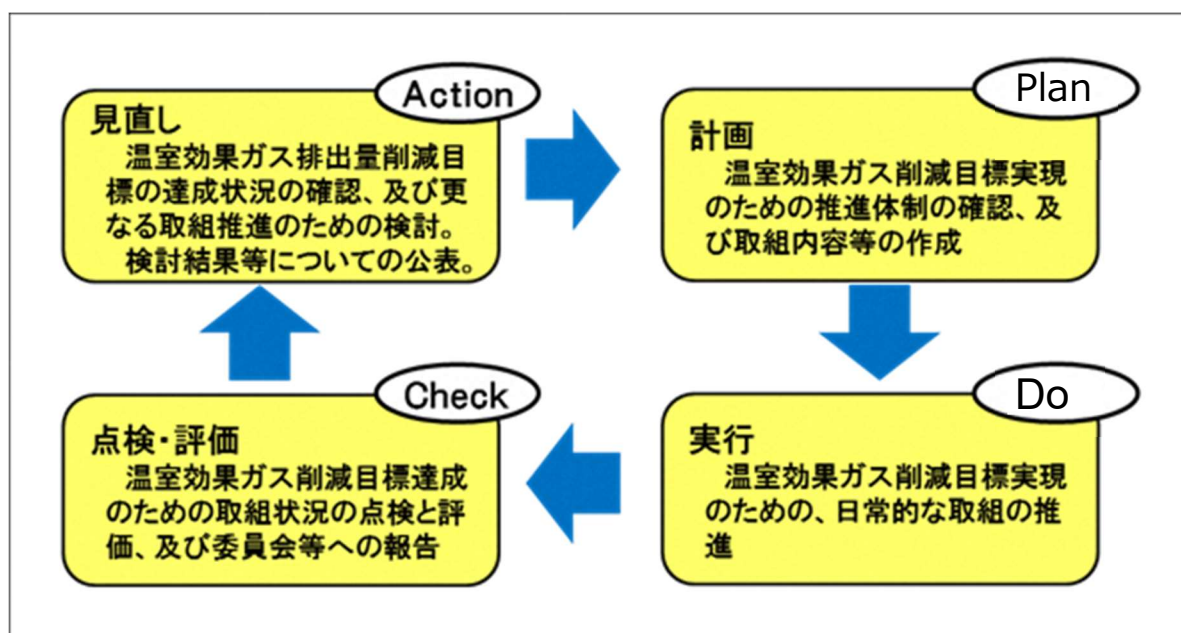 Action
見直し
温室効果ガス排出量削減目
標の達成状況の確認、及び更
なる取組推進のための検討。
検討結果等についての公表。
Plan
計画
温室効果ガス削減目標実現
のための推進体制の確認、及
び取組内容等の作成
Check
点検・評価
温室効果ガス削減目標達成
のための取組状況の点検と評
価、及び委員会等への報告
Do
実行
温室効果ガス削減目標実現
のための、日常的な取組の推
進